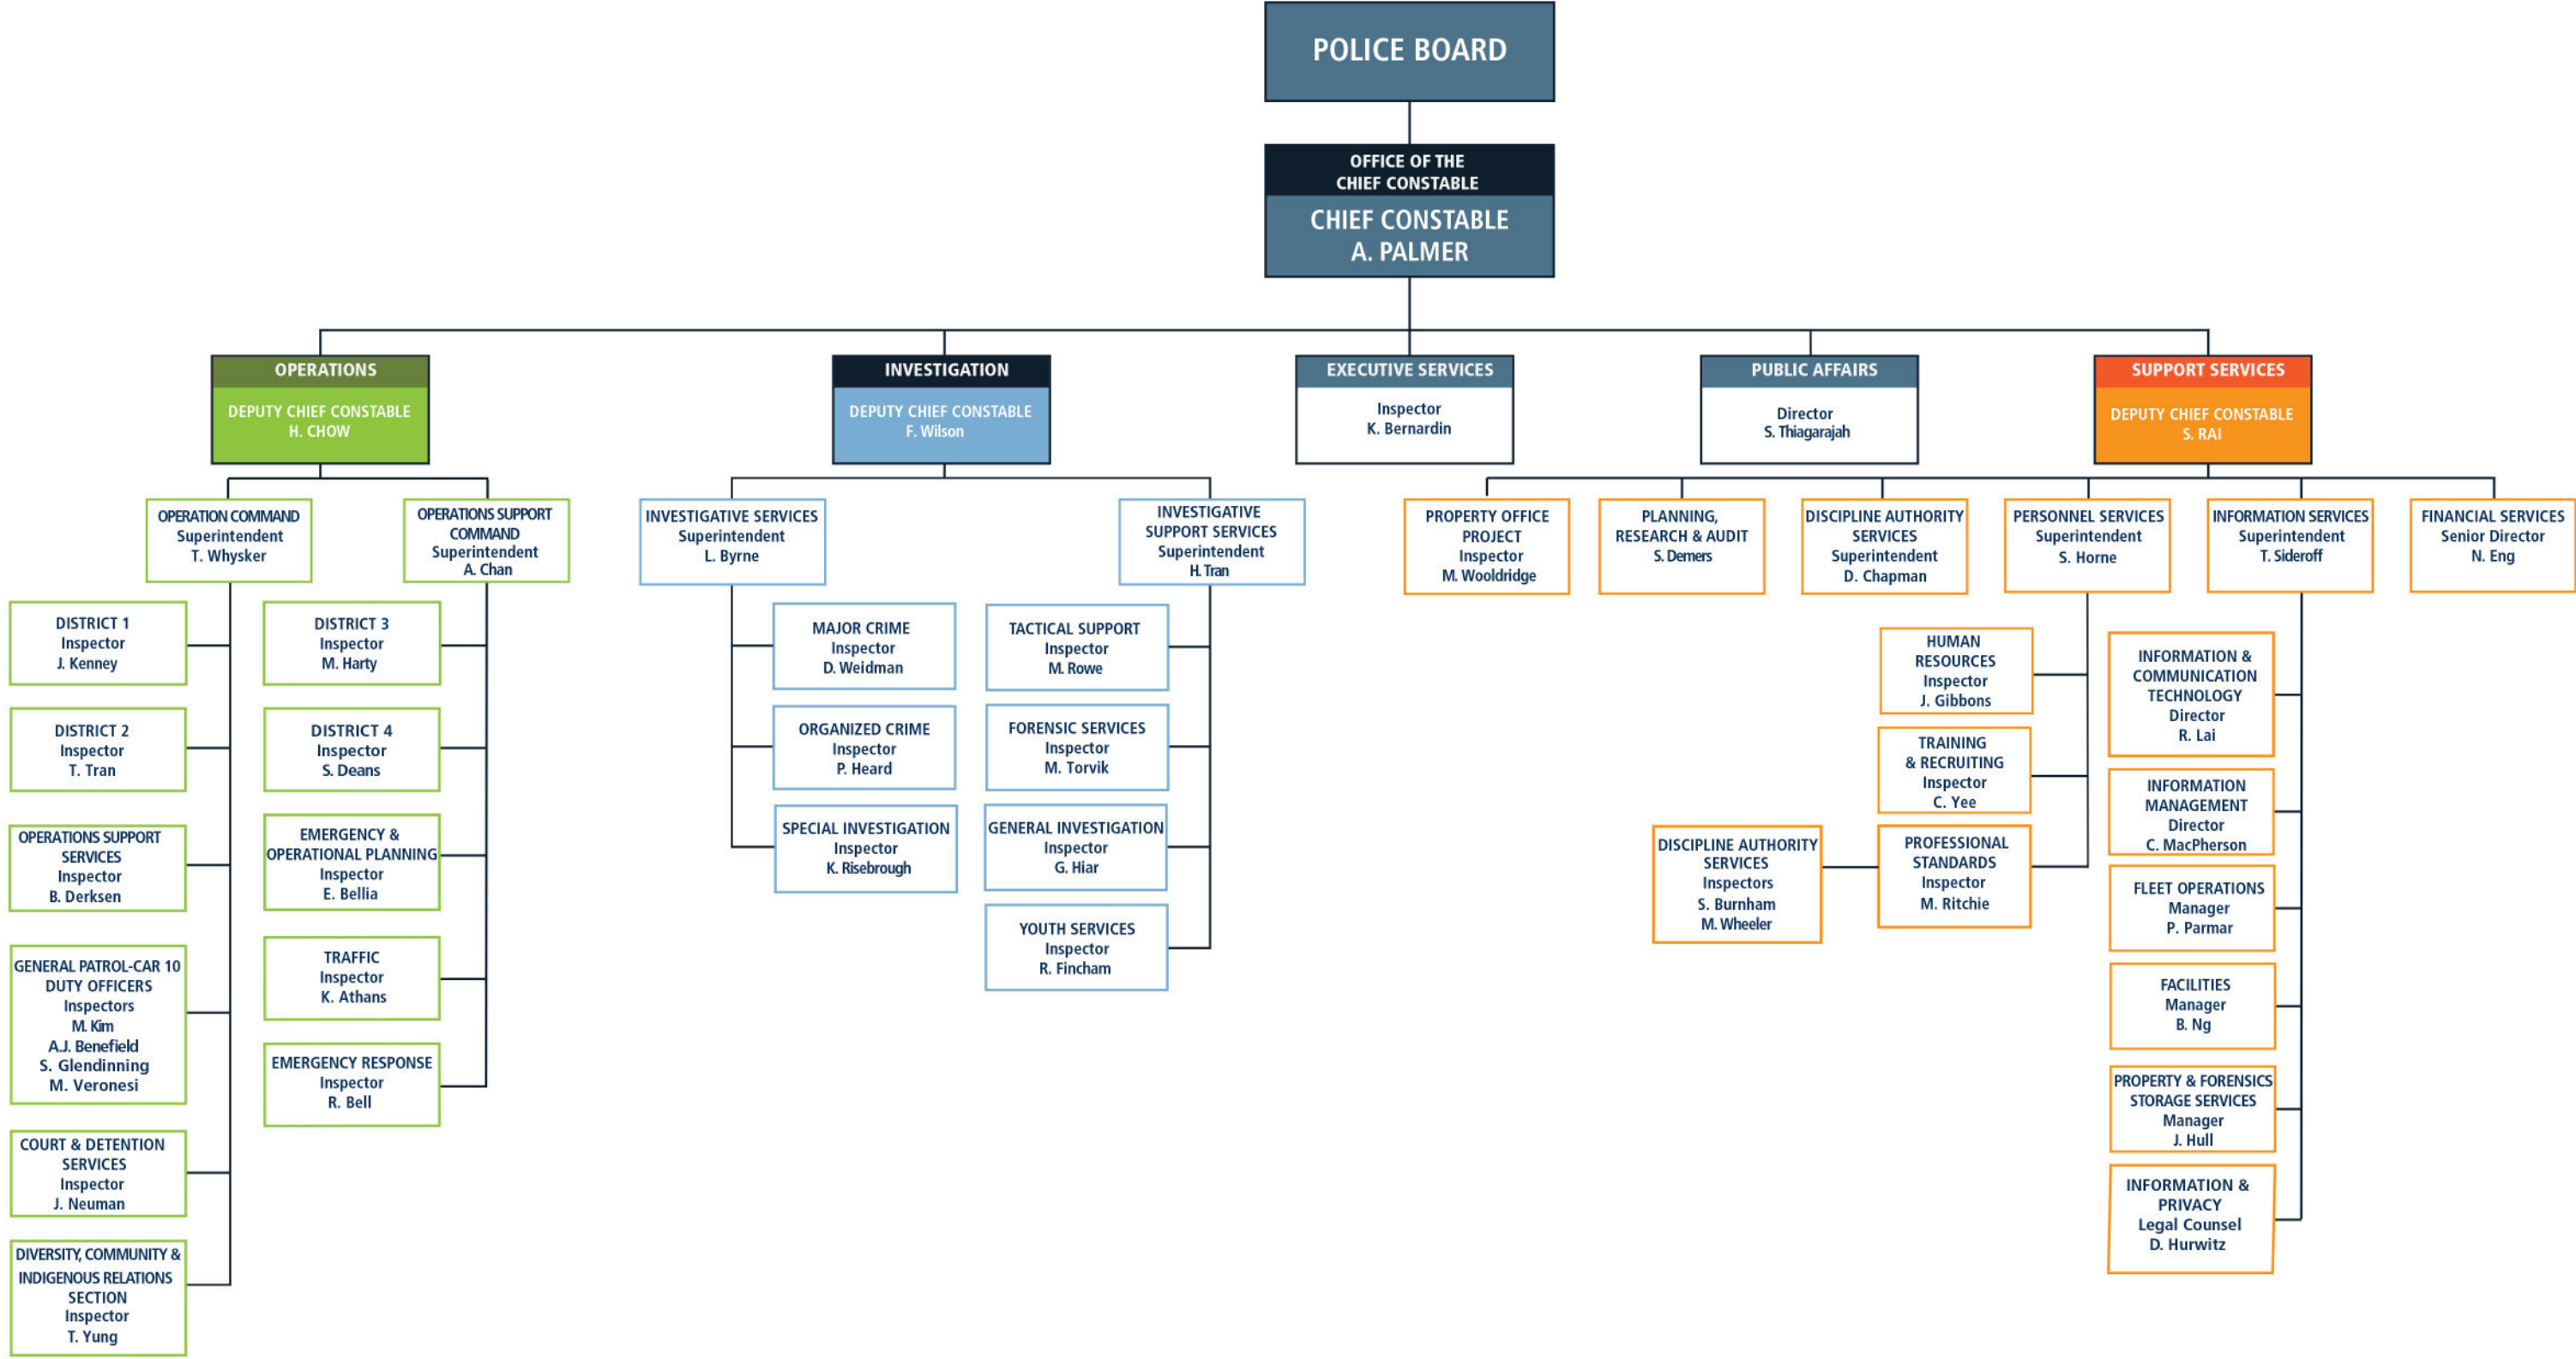 POLICE BOARD
OFFICE OF THE
CHIEF CONSTABLE
CHIEF CONSTABLE
A. PALMER
OPERATIONS
DEPUTY CHIEF CONSTABLE
H. CHOW
INVESTIGATION
DEPUTY CHIEF CONSTABLE
F. Wilson
EXECUTIVE SERVICES
Inspector
K. Bernardin
PUBLIC AFFAIRS
Director
S. Thiagarajah
SUPPORT SERVICES
DEPUTY CHIEF CONSTABLE
S. RAI
OPERATION COMMAND
Superintendent
T. Whysker
OPERATIONS SUPPORT
COMMAND
Superintendent
A. Chan
INVESTIGATIVE SERVICES
Superintendent
L. Byrne
INVESTIGATIVE
SUPPORT SERVICES
Superintendent
H. Tran
PROPERTY OFFICE
PROJECT
Inspector
M. Wooldridge
PLANNING,
RESEARCH & AUDIT
S. Demers
DISCIPLINE AUTHORITY
SERVICES
Superintendent
D. Chapman
PERSONNEL SERVICES
Superintendent
S. Horne
INFORMATION SERVICES
Superintendent
T. Sideroff
FINANCIAL SERVICES
Senior Director
N. Eng
DISTRICT 1
Inspector
J. Kenney
DISTRICT 2
Inspector
T. Tran
OPERATIONS SUPPORT
SERVICES
Inspector
B. Derksen
GENERAL PATROL-CAR 10
DUTY OFFICERS
Inspectors
M. Kim
A.J. Benefield
S. Glendinning
M. Veronesi
COURT & DETENTION
SERVICES
Inspector
J. Neuman
DIVERSITY, COMMUNITY &
INDIGENOUS RELATIONS
SECTION
Inspector
T. Yung
DISTRICT 3
Inspector
M. Harty
DISTRICT 4
Inspector
S. Deans
EMERGENCY &
OPERATIONAL PLANNING
Inspector
E. Bellia
TRAFFIC
Inspector
K. Athans
EMERGENCY RESPONSE
Inspector
R. Bell
MAJOR CRIME
Inspector
D. Weidman
ORGANIZED CRIME
Inspector
P. Heard
SPECIAL INVESTIGATION
Inspector
K. Risebrough
TACTICAL SUPPORT
Inspector
M. Rowe
FORENSIC SERVICES
Inspector
M. Torvik
GENERAL INVESTIGATION
Inspector
G. Hiar
YOUTH SERVICES
Inspector
R. Fincham
HUMAN
RESOURCES
Inspector
J. Gibbons
TRAINING
& RECRUITING
Inspector
C. Yee
PROFESSIONAL
STANDARDS
Inspector
M. Ritchie
DISCIPLINE AUTHORITY
SERVICES
Inspectors
S. Burnham
M. Wheeler
INFORMATION &
COMMUNICATION
TECHNOLOGY
Director
R. Lai
INFORMATION
MANAGEMENT
Director
C. MacPherson
FLEET OPERATIONS
Manager
P. Parmar
FACILITIES
Manager
B. Ng
PROPERTY & FORENSICS
STORAGE SERVICES
Manager
J. Hull
INFORMATION &
PRIVACY
Legal Counsel
D. Hurwitz